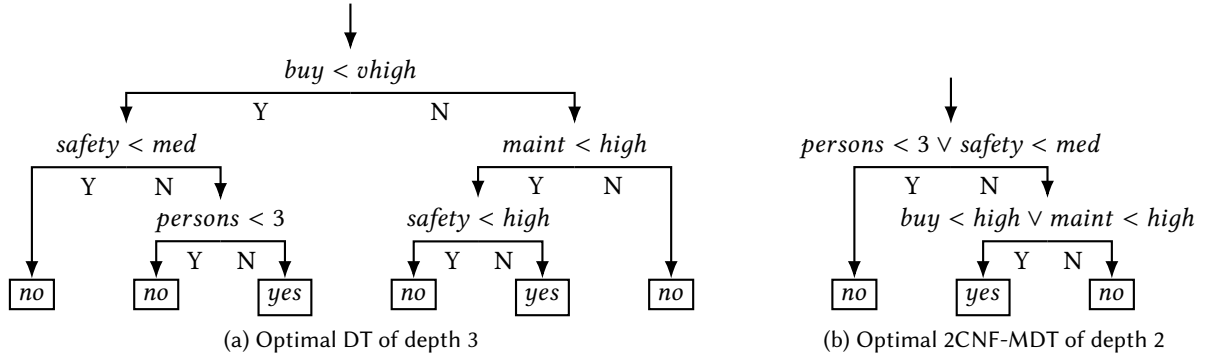 buy < vhigh
Y N
safety < med maint < high
persons < 3 ∨ safety < med
Y N Y N Y N
persons < 3 safety < high buy < high ∨ maint < high
Y N Y N Y N
no no yes no yes no no yes no
(a) Optimal DT of depth 3
(b) Optimal 2CNF-MDT of depth 2